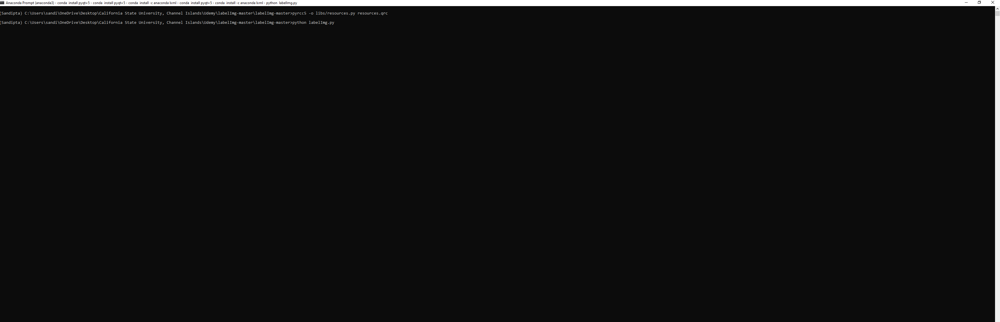 Anaconda Prompt (anaconda3) - conda  install pyqt=5 - conda  install pyqt=5 - conda  install -c anaconda lxml - conda  install pyqt=5 - conda  install -c anaconda lxml - python  labelImg.py
(Sandipta) C:\Users\sandi\OneDrive\Desktop\California State University, Channel Islands\Udemy\labelImg-master\labelImg-master>pyrcc5 -o libs/resources.py resources.qrc
(Sandipta) C:\Users\sandi\OneDrive\Desktop\California State University, Channel Islands\Udemy\labelImg-master\labelImg-master>python labelImg.py